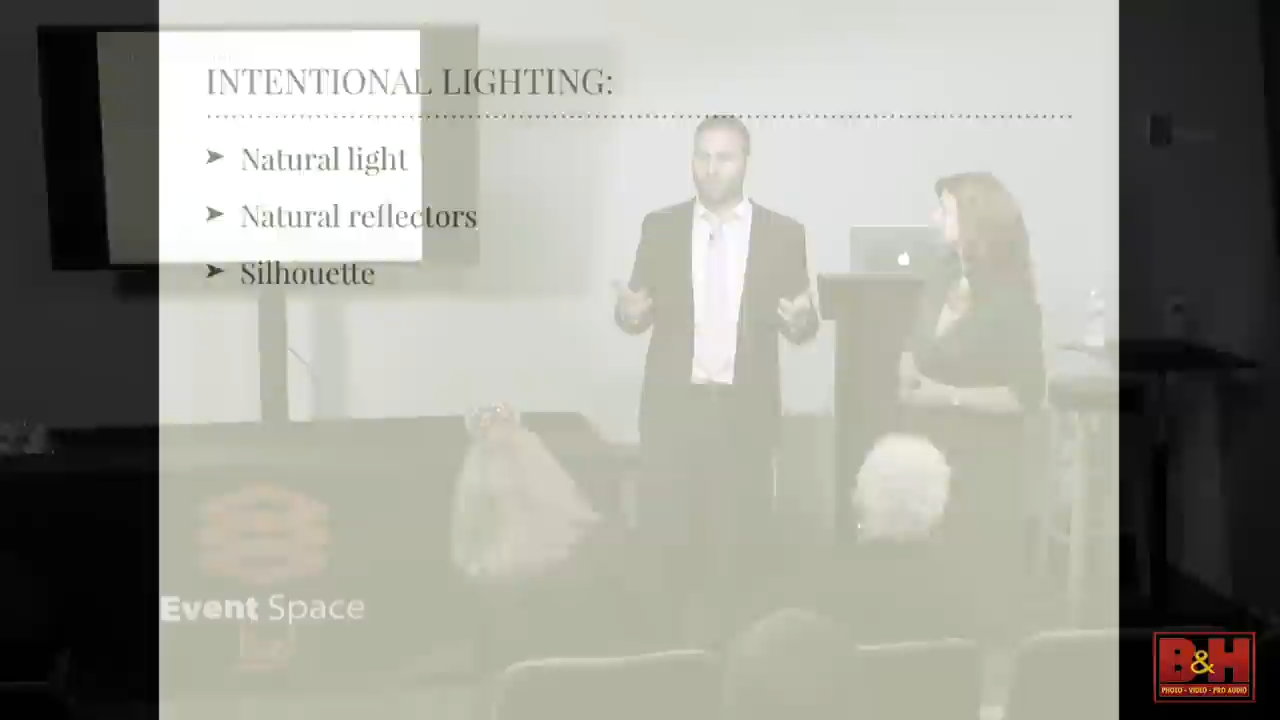 INTENTIONAL LIGHTING:
➤ Natural light
➤ Natural reflectors
➤ Silhouette
Event Space
B&H
PHOTO • VIDEO • PRO AUDIO